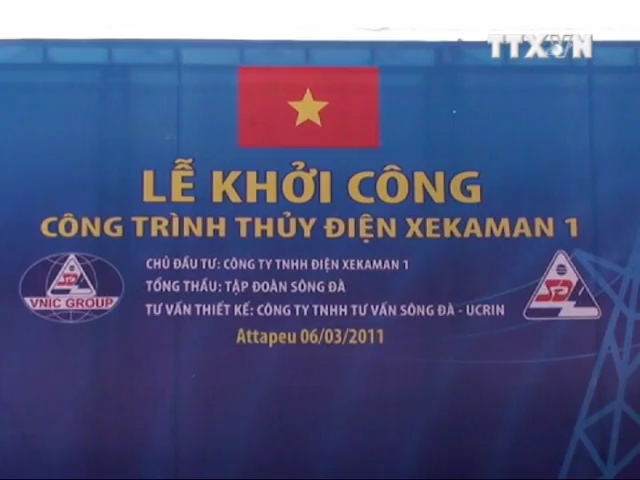 TTXVN
LỄ KHỞI CÔNG
CÔNG TRÌNH THỦY ĐIỆN XEKAMAN 1
CHỦ ĐẦU TƯ: CÔNG TY TNHH ĐIỆN XEKAMAN 1
TỔNG THẦU: TẬP ĐOÀN SÔNG ĐÀ
TƯ VẤN THIẾT KẾ: CÔNG TY TNHH TƯ VẤN SÔNG ĐÀ - UCRIN
VNIC GROUP
Attapeu 06/03/2011